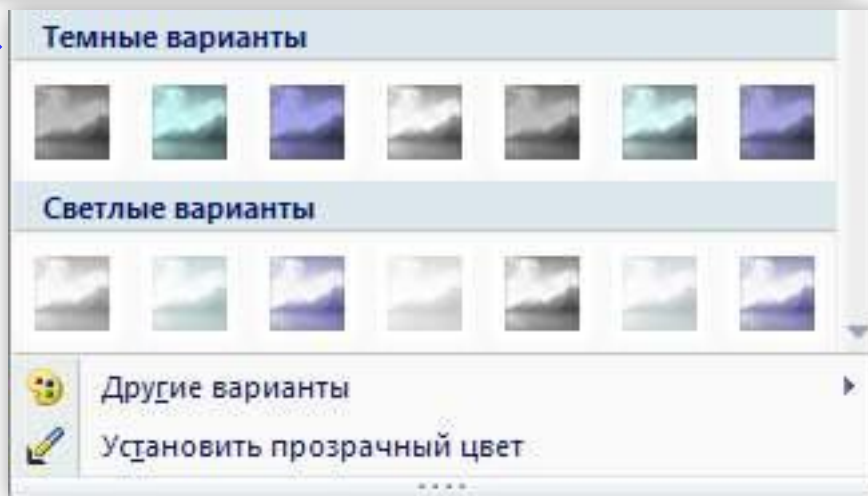 Темные варианты
Светлые варианты
Другие варианты
Установить прозрачный цвет